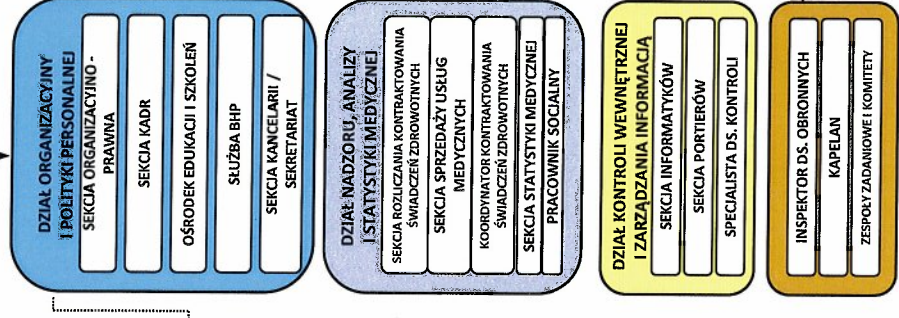 DZIAŁ ORGANIZACYJNY
I POLITYKI PERSONALNEJ
SEKCJA ORGANIZACYJNO -
PRAWNA
SEKCJA KADR
OŚRODEK EDUKACJI I SZKOLEŃ
SŁUŻBA BHP
SEKCJA KANCELARII /
SEKRETARIAT
DZIAŁ NADZORU, ANALIZY
I STATYSTYKI MEDYCZNEJ
SEKCJA ROZLICZANIA KONTRAKTOWANIA
ŚWIADCZEŃ ZDROWOTNYCH
SEKCJA SPRZEDAŻY USŁUG
MEDYCZNYCH
KOORDYNATOR KONTRAKTOWANIA
ŚWIADCZEŃ ZDROWOTNYCH
SEKCJA STATYSTYKI MEDYCZNEJ
PRACOWNIK SOCJALNY
DZIAŁ KONTROLI WEWNĘTRZNEJ
I ZARZĄDZANIA INFORMACJĄ
SEKCJA INFORMATYKÓW
SEKCJA PORTIERÓW
SPECJALISTA DS. KONTROLI
INSPEKTOR DS. OBRONNYCH
KAPELAN
ZESPOŁY ZADANIOWE I KOMITETY